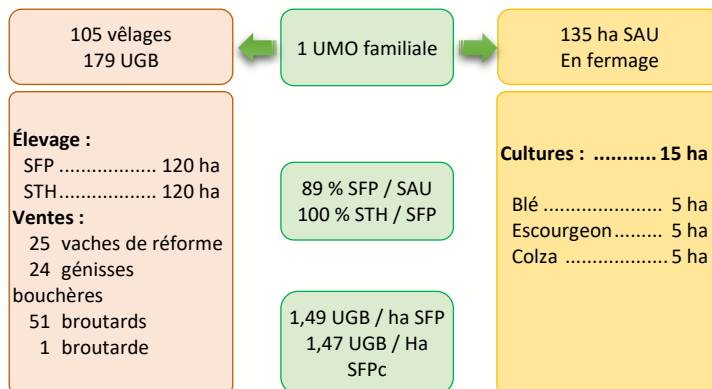 105 vêlages
179 UGB
1 UMO familiale
135 ha SAU
En fermage
Élevage :
SFP ................... 120 ha
STH................... 120 ha
Ventes :
25 vaches de réforme
24 génisses
bouchères
51 broutards
1 broutarde
89 % SFP / SAU
100 % STH / SFP
1,49 UGB / ha SFP
1,47 UGB / Ha
SFPc
Cultures : ........... 15 ha
Blé ..................... 5 ha
Escourgeon....... 5 ha
Colza ................... 5 ha